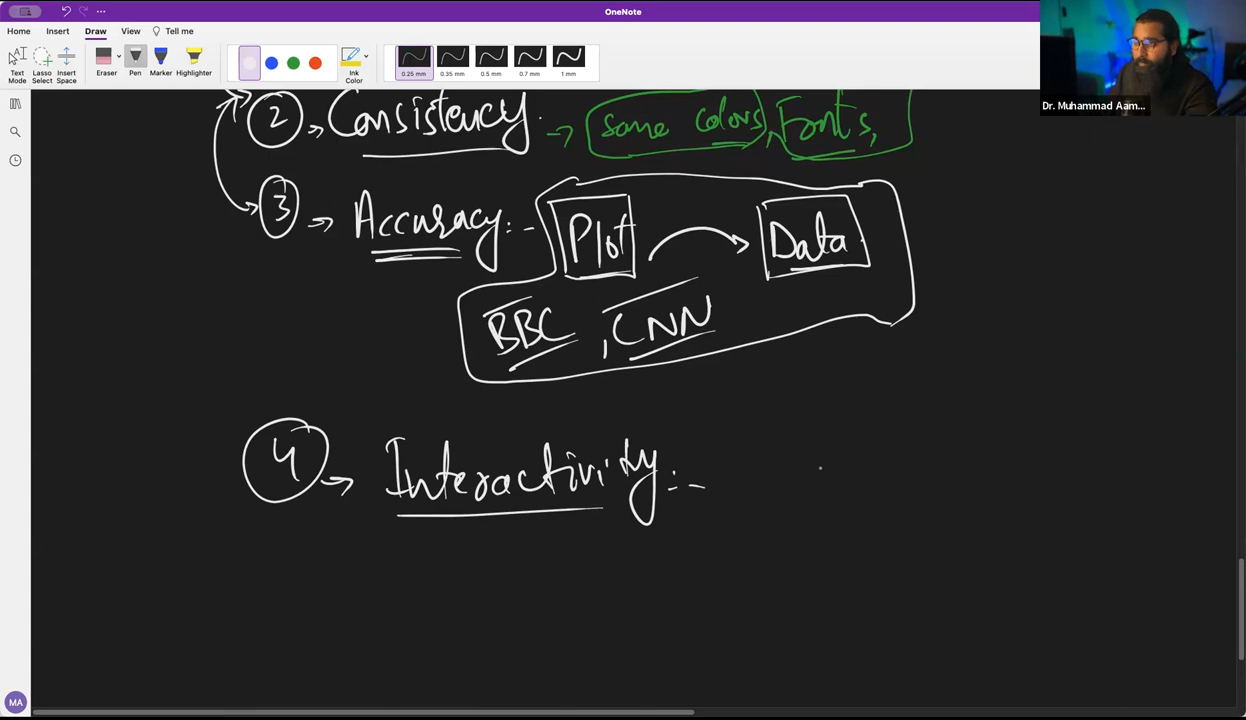 OneNote
Home Insert Draw View Tell me
Text Mode Lasso Select Insert Space Eraser Pen Marker Highlighter Ink Color 0.25 mm 0.35 mm 0.5 mm 0.7 mm 1 mm
Dr. Muhammad Aam...
2 → Consistency. → same colors, Fonts,
3 → Accuracy:- Plot → Data
BBC, CNN
4 → Interactivity:-
MA